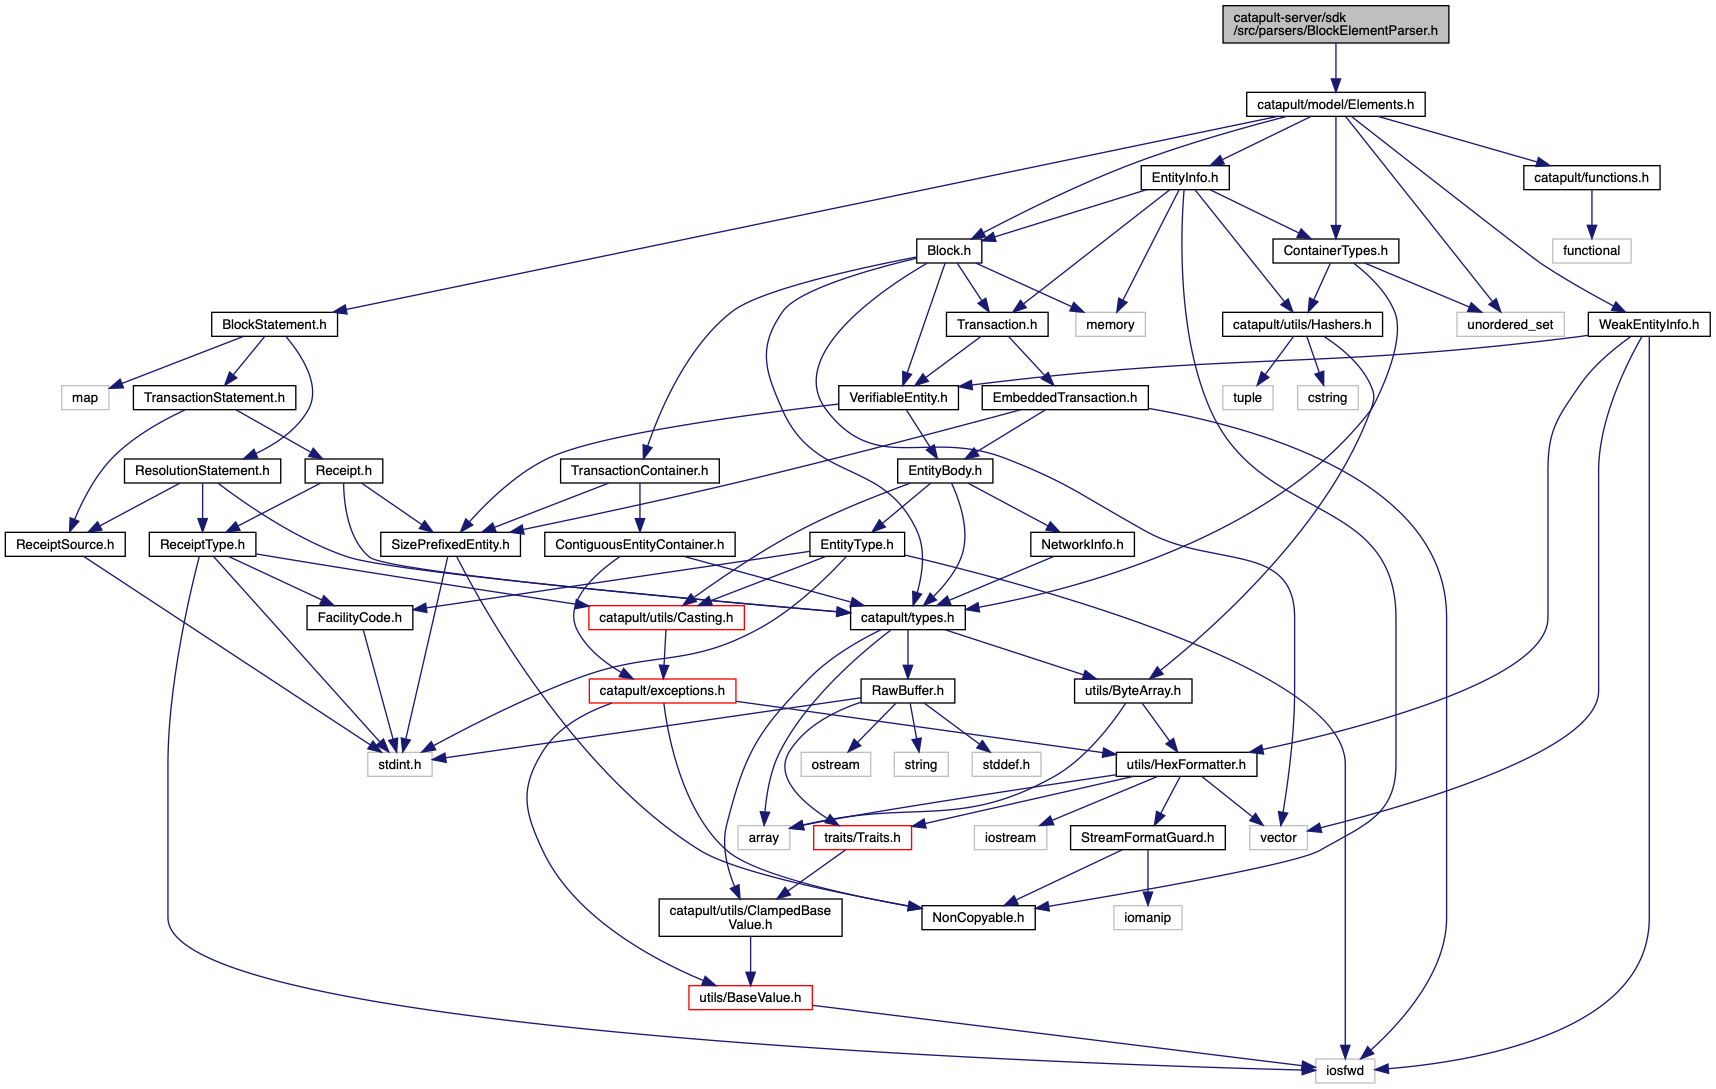 catapult-server/sdk
/src/parsers/BlockElementParser.h
catapult/model/Elements.h
EntityInfo.h
catapult/functions.h
Block.h
ContainerTypes.h
functional
BlockStatement.h
Transaction.h
memory
catapult/utils/Hashers.h
unordered_set
WeakEntityInfo.h
map
TransactionStatement.h
VerifiableEntity.h
EmbeddedTransaction.h
tuple
cstring
ResolutionStatement.h
Receipt.h
TransactionContainer.h
EntityBody.h
ReceiptSource.h
ReceiptType.h
SizePrefixedEntity.h
ContiguousEntityContainer.h
EntityType.h
NetworkInfo.h
FacilityCode.h
catapult/utils/Casting.h
catapult/types.h
catapult/exceptions.h
RawBuffer.h
utils/ByteArray.h
stdint.h
ostream
string
stddef.h
utils/HexFormatter.h
array
traits/Traits.h
iostream
StreamFormatGuard.h
vector
catapult/utils/ClampedBase
Value.h
NonCopyable.h
iomanip
utils/BaseValue.h
iosfwd